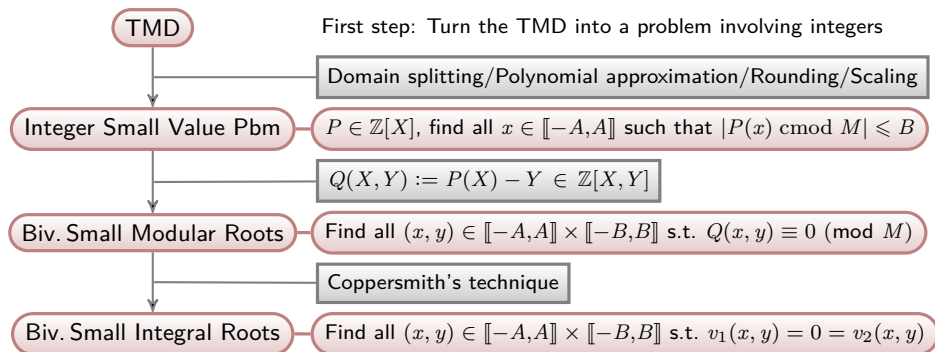 TMD First step: Turn the TMD into a problem involving integers
Domain splitting/Polynomial approximation/Rounding/Scaling
Integer Small Value Pbm P ∈ ℤ[X], find all x ∈ ⟦−A,A⟧ such that |P(x) cmod M| ⩽ B
Q(X, Y) := P(X) − Y ∈ ℤ[X, Y]
Biv. Small Modular Roots Find all (x, y) ∈ ⟦−A,A⟧ × ⟦−B,B⟧ s.t. Q(x, y) ≡ 0 (mod M)
Coppersmith's technique
Biv. Small Integral Roots Find all (x, y) ∈ ⟦−A,A⟧ × ⟦−B,B⟧ s.t. v₁(x, y) = 0 = v₂(x, y)